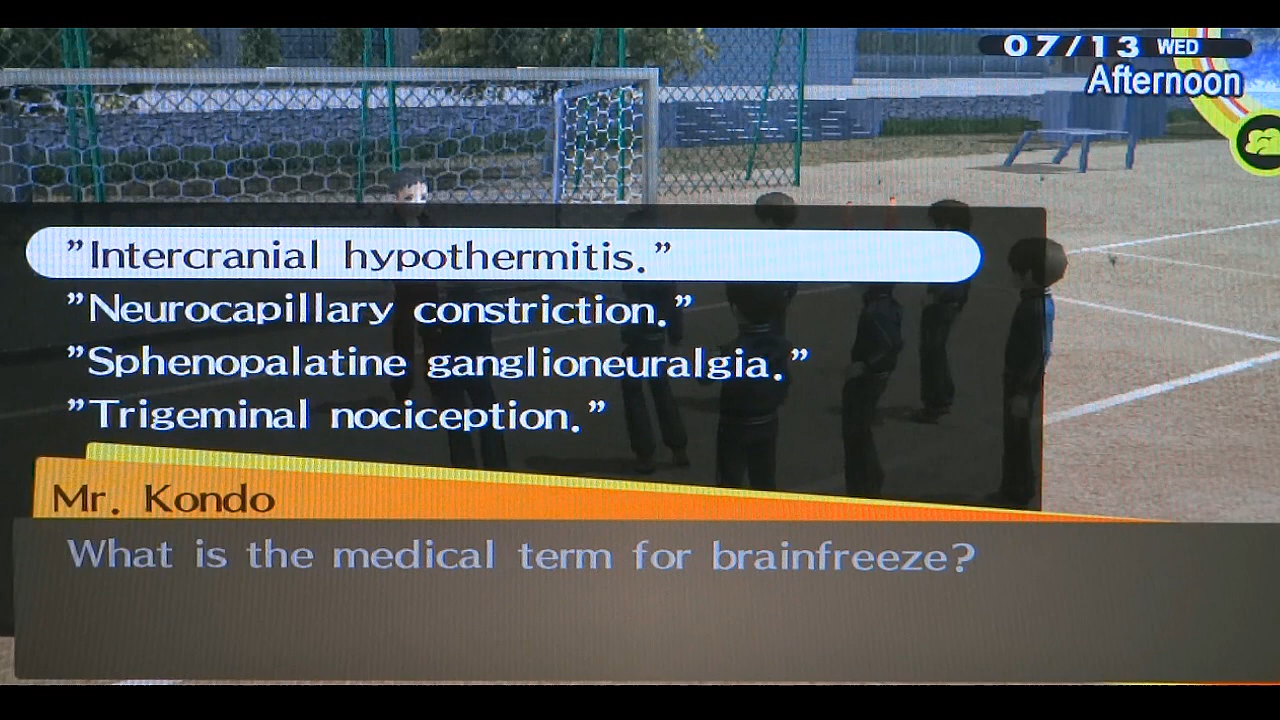 07/13 WED
Afternoon
"Intercranial hypothermitis."
"Neurocapillary constriction."
"Sphenopalatine ganglioneuralgia."
"Trigeminal nociception."
Mr. Kondo
What is the medical term for brainfreeze?